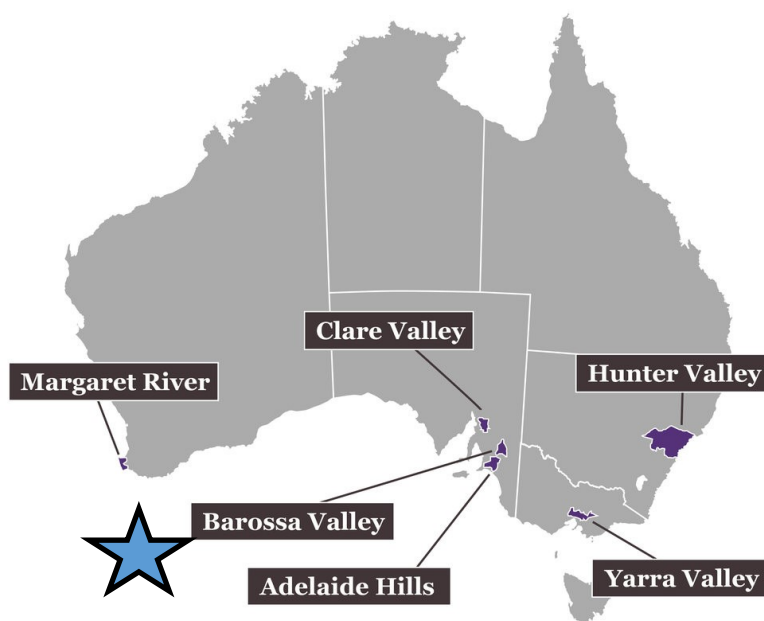 Clare Valley
Margaret River
Hunter Valley
Barossa Valley
Adelaide Hills
Yarra Valley